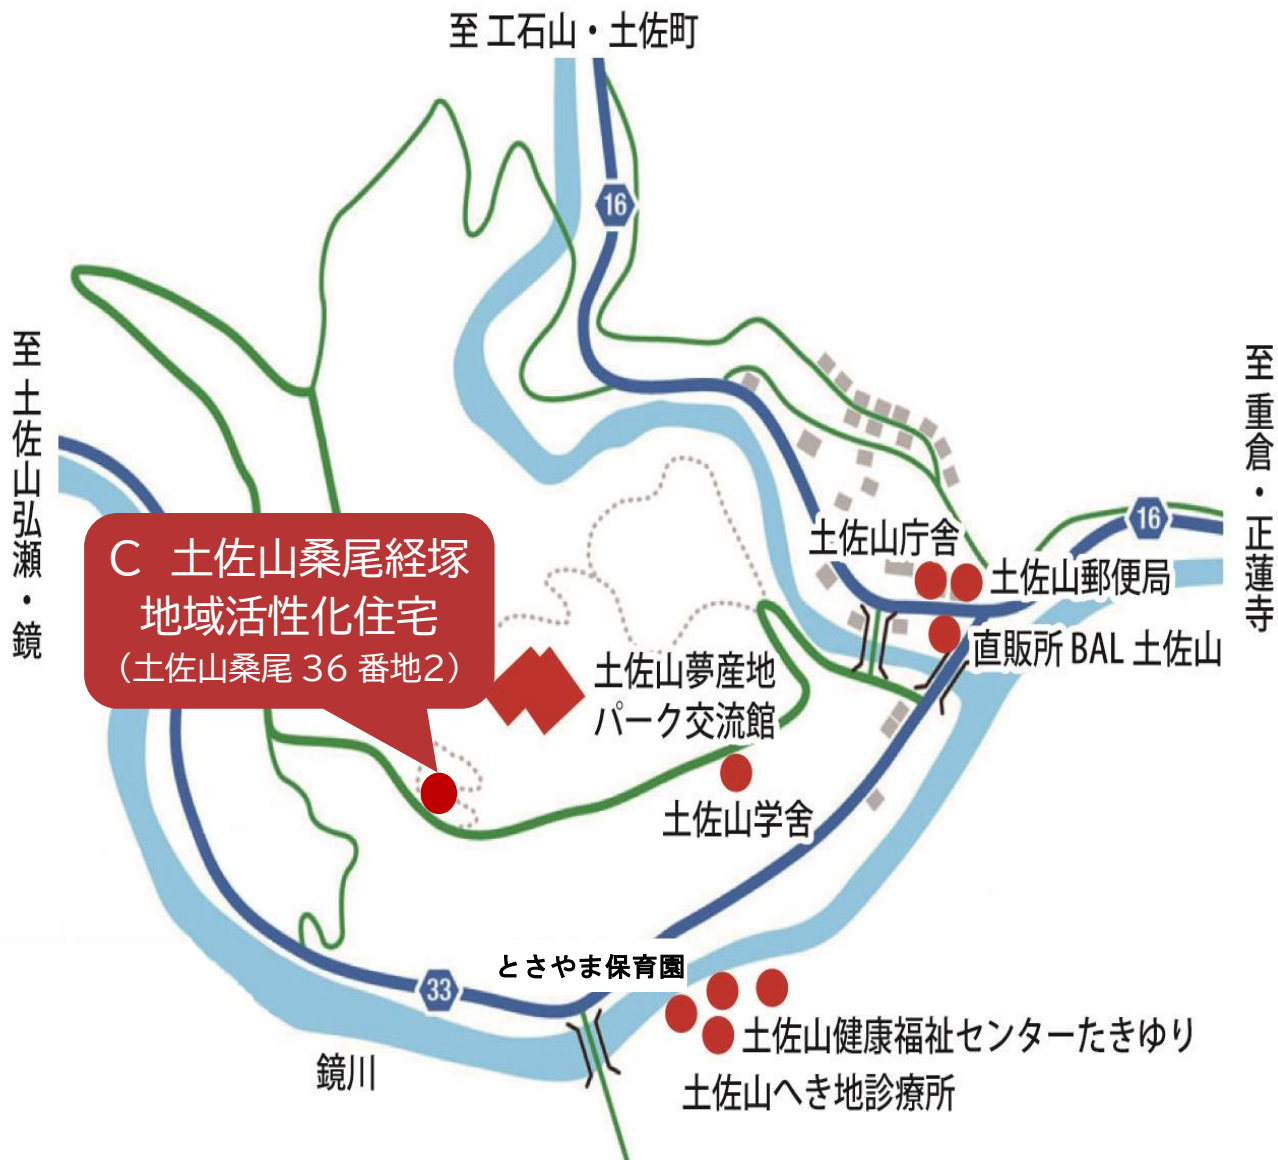 至 工石山・土佐町
16
至 土佐山弘瀬・鏡
至 重倉・正蓮寺
16
土佐山庁舎
土佐山郵便局
C 土佐山桑尾経塚
地域活性化住宅
（土佐山桑尾 36 番地2）
直販所 BAL 土佐山
土佐山夢産地
パーク交流館
土佐山学舎
とさやま保育園
33
土佐山健康福祉センターたきゆり
鏡川
土佐山へき地診療所